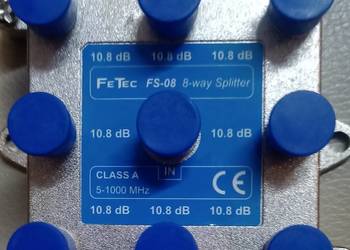 10.8 dB 10.8 dB 10.8 dB
FETEC FS-08 8-way Splitter
10.8 dB 10.8 dB
IN
CLASS A
5-1000 MHz CE
10.8 dB 10.8 dB 10.8 dB